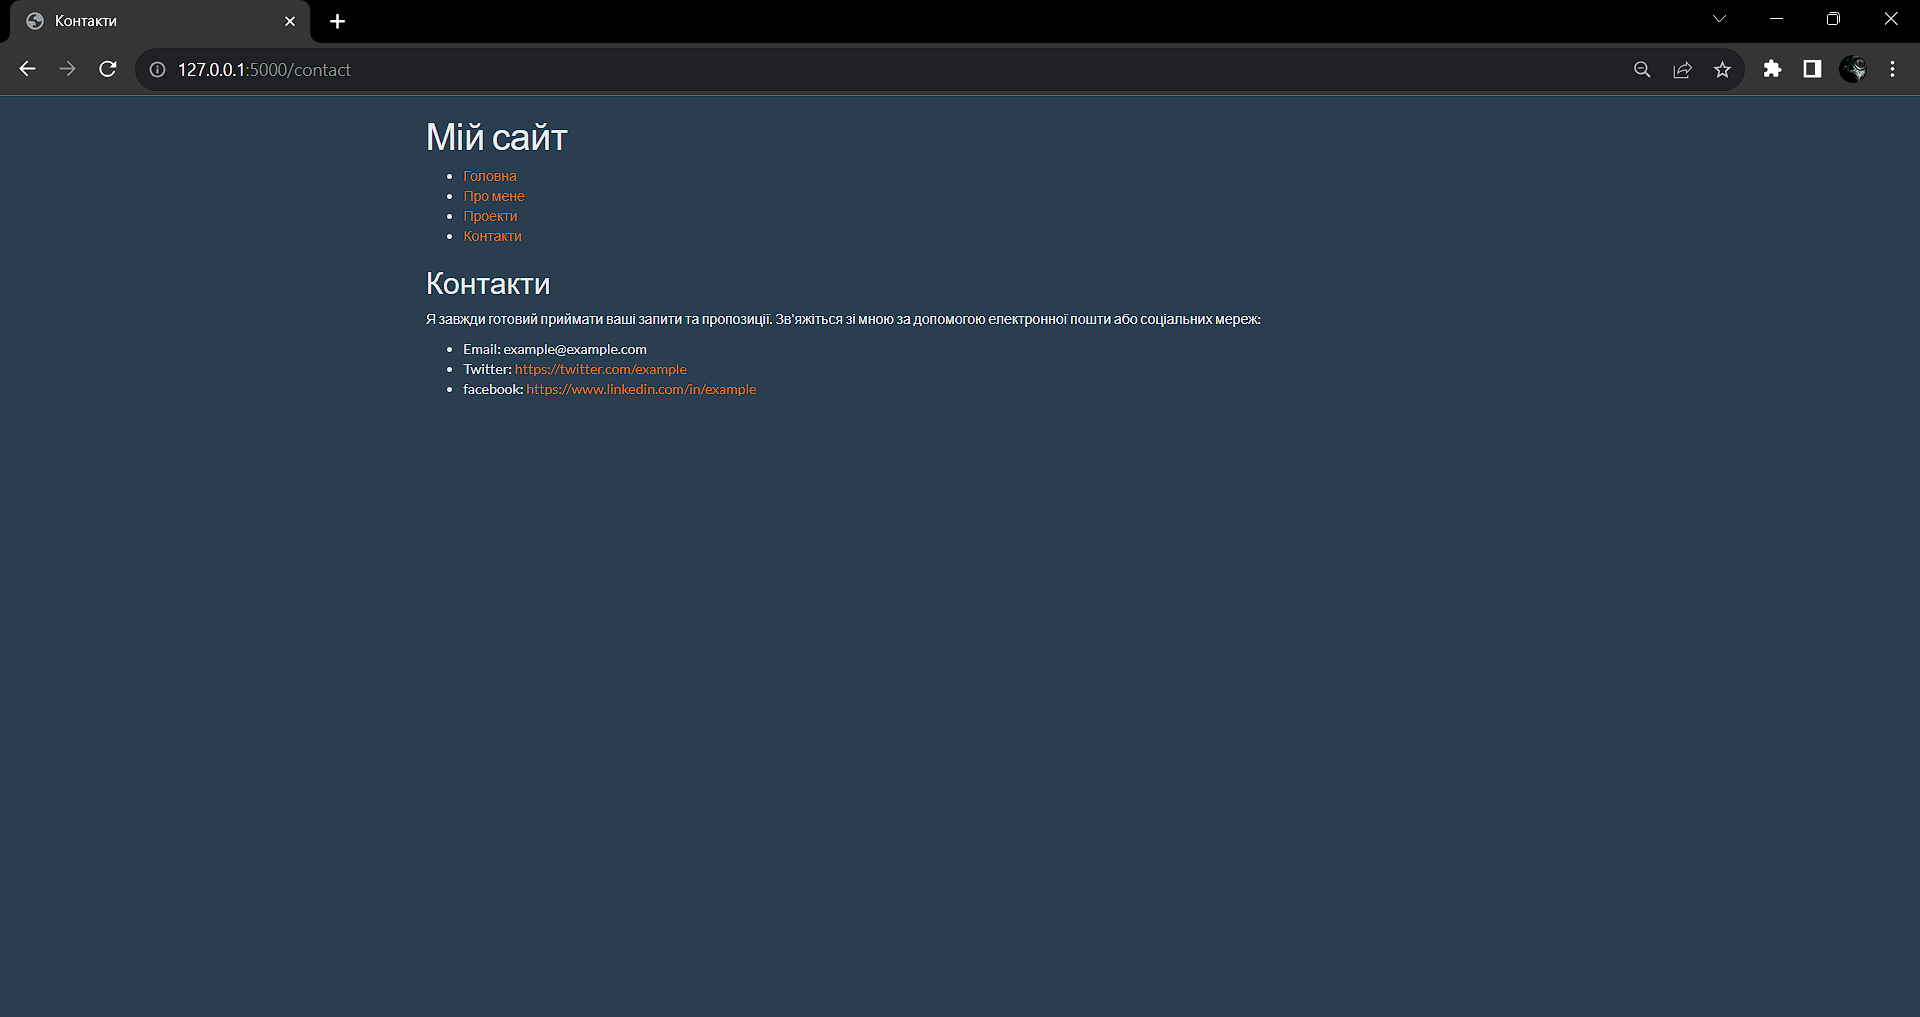 Контакти
127.0.0.1:5000/contact
Мій сайт
Головна
Про мене
Проекти
Контакти
Контакти
Я завжди готовий приймати ваші запити та пропозиції. Зв'яжіться зі мною за допомогою електронної пошти або соціальних мереж:
Email: example@example.com
Twitter: https://twitter.com/example
facebook: https://www.linkedin.com/in/example